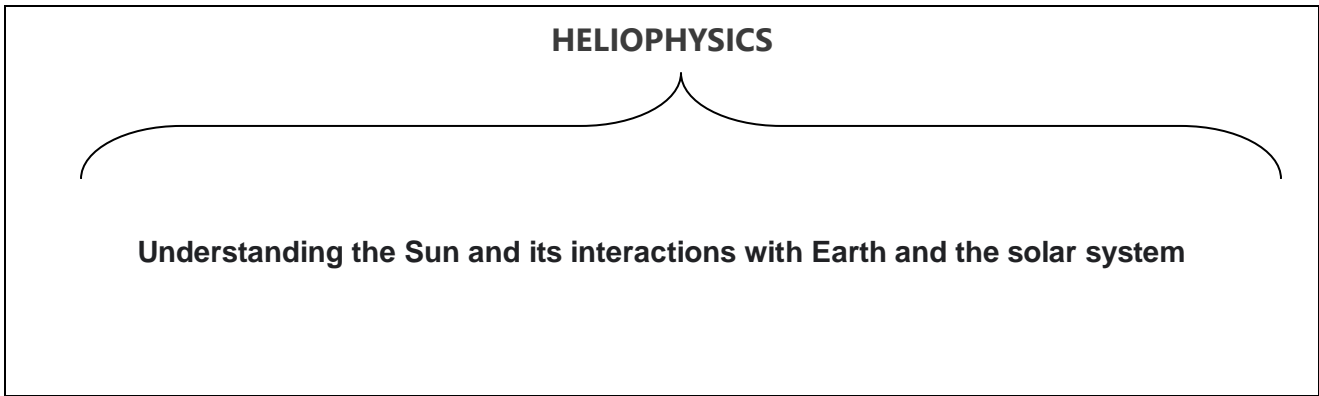 HELIOPHYSICS
Understanding the Sun and its interactions with Earth and the solar system